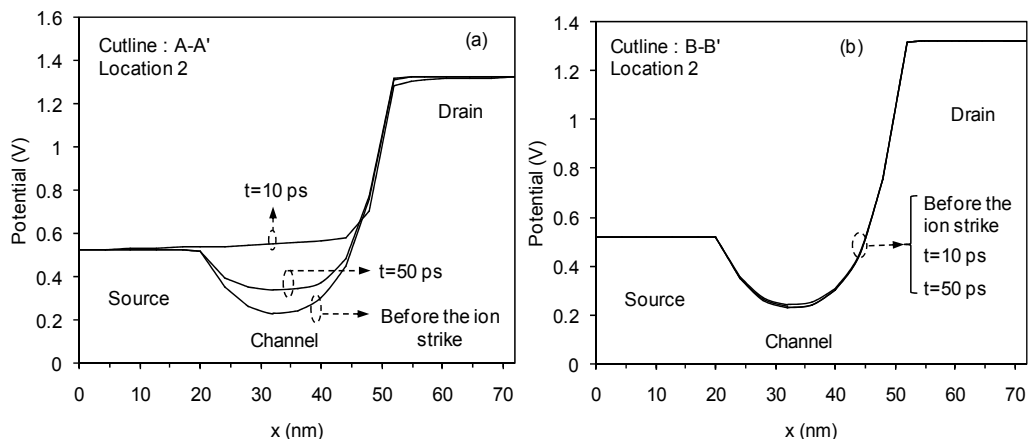 Cutline : A-A'
Location 2
(a)
Potential (V)
1.6
1.4
1.2
1
0.8
0.6
0.4
0.2
0
t=10 ps
t=50 ps
Before the ion
strike
Source
Channel
Drain
0 10 20 30 40 50 60 70
x (nm)
Cutline : B-B'
Location 2
(b)
Potential (V)
1.4
1.2
1
0.8
0.6
0.4
0.2
0
Before the
ion strike
t=10 ps
t=50 ps
Source
Channel
Drain
0 10 20 30 40 50 60 70
x (nm)